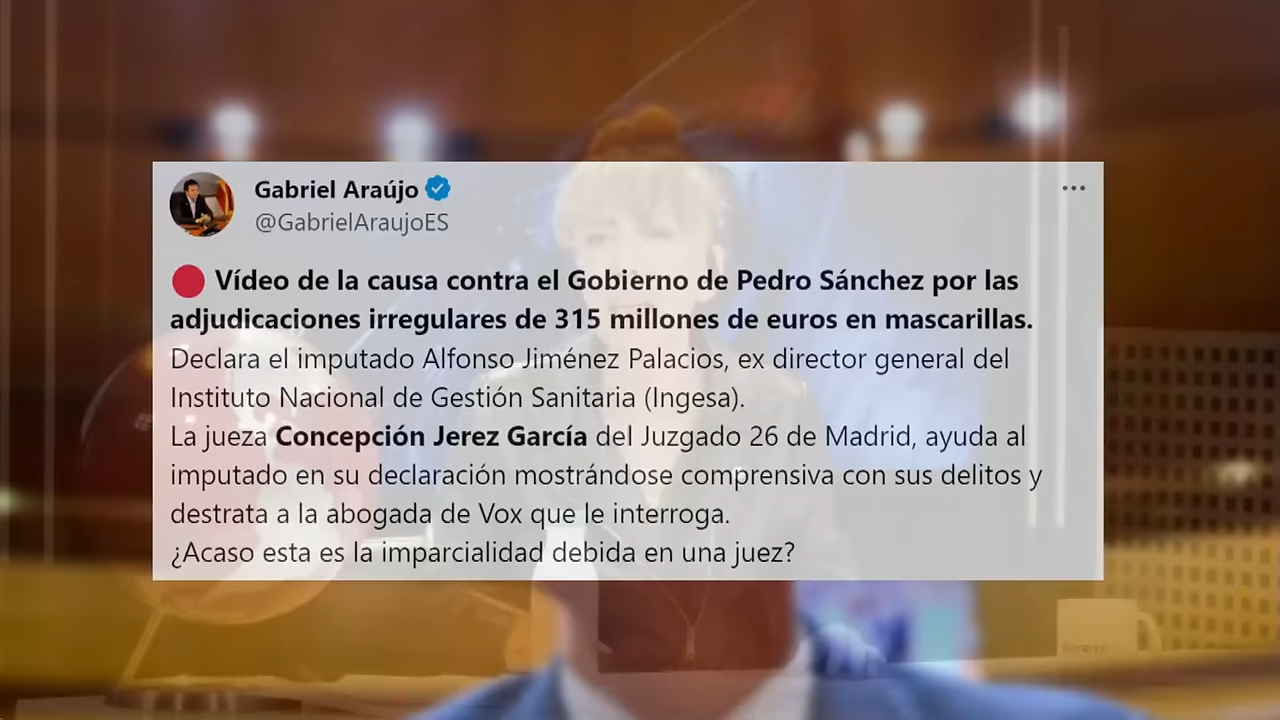 Gabriel Araújo
@GabrielAraujoES
🔴 Vídeo de la causa contra el Gobierno de Pedro Sánchez por las
adjudicaciones irregulares de 315 millones de euros en mascarillas.
Declara el imputado Alfonso Jiménez Palacios, ex director general del
Instituto Nacional de Gestión Sanitaria (Ingesa).
La jueza Concepción Jerez García del Juzgado 26 de Madrid, ayuda al
imputado en su declaración mostrándose comprensiva con sus delitos y
destrata a la abogada de Vox que le interroga.
¿Acaso esta es la imparcialidad debida en una juez?